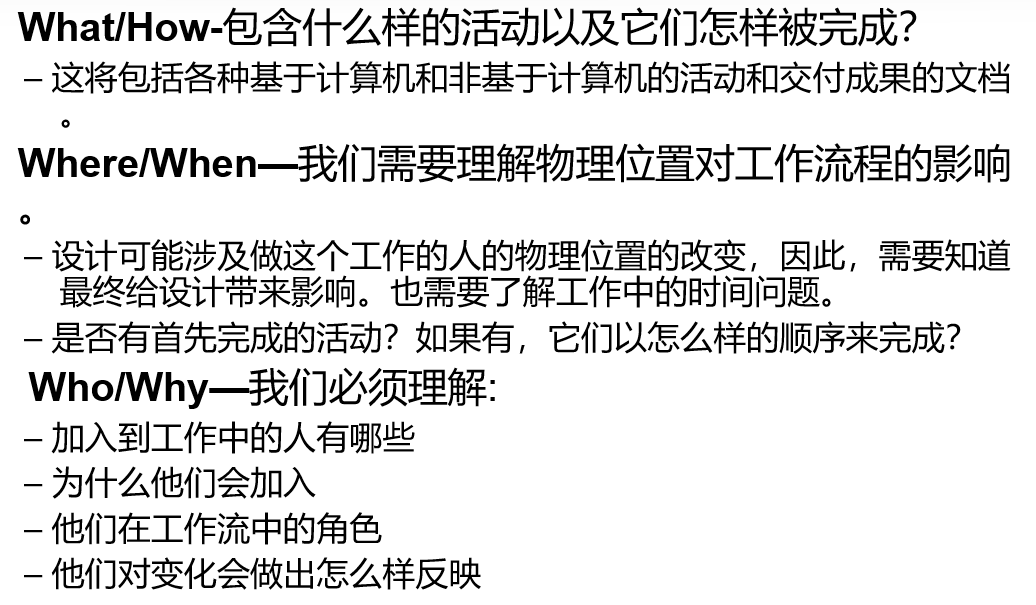 What/How-包含什么样的活动以及它们怎样被完成？
– 这将包括各种基于计算机和非基于计算机的活动和交付成果的文档
。
Where/When—我们需要理解物理位置对工作流程的影响
。
– 设计可能涉及做这个工作的人的物理位置的改变，因此，需要知道
最终给设计带来影响。也需要了解工作中的时间问题。
– 是否有首先完成的活动？如果有，它们以怎么样的顺序来完成？
Who/Why—我们必须理解:
– 加入到工作中的人有哪些
– 为什么他们会加入
– 他们在工作流中的角色
– 他们对变化会做出怎么样反映